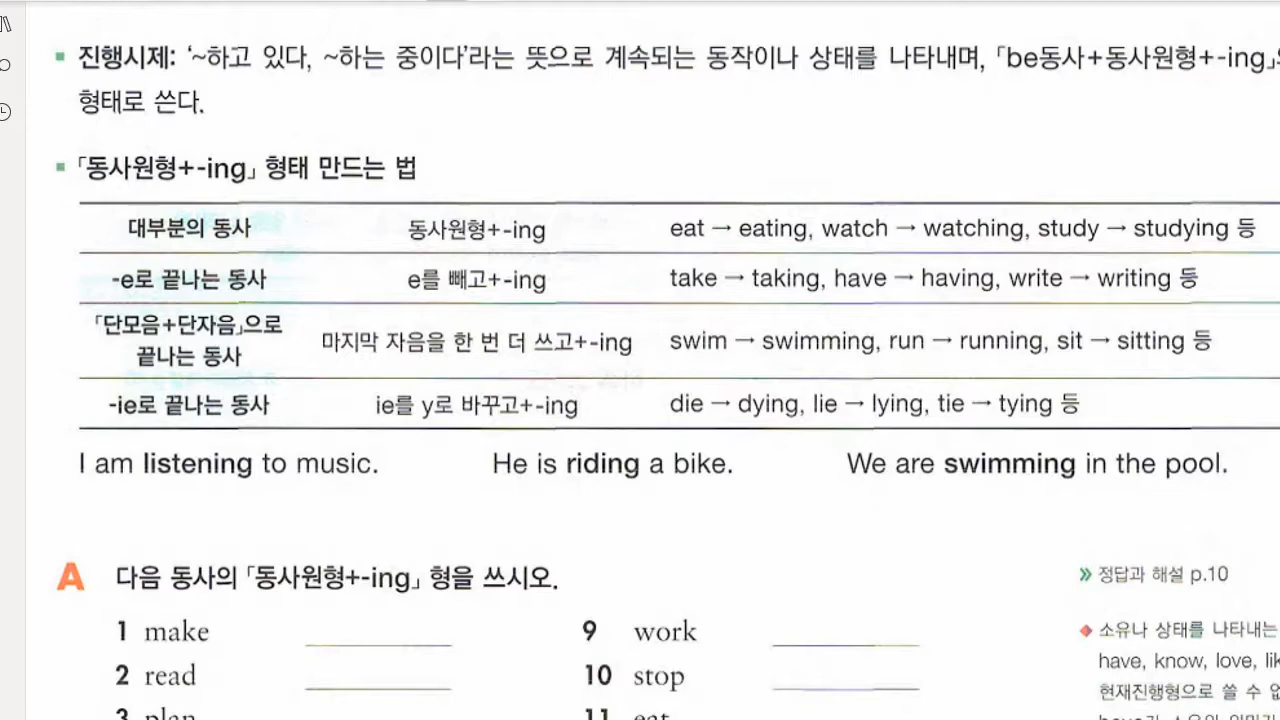 ▪ 진행시제: ‘~하고 있다, ~하는 중이다’라는 뜻으로 계속되는 동작이나 상태를 나타내며, 「be동사+동사원형+-ing」
형태로 쓴다.
▪ 「동사원형+-ing」 형태 만드는 법
대부분의 동사 동사원형+-ing eat → eating, watch → watching, study → studying 등
-e로 끝나는 동사 e를 빼고+-ing take → taking, have → having, write → writing 등
「단모음+단자음」으로
끝나는 동사 마지막 자음을 한 번 더 쓰고+-ing swim → swimming, run → running, sit → sitting 등
-ie로 끝나는 동사 ie를 y로 바꾸고+-ing die → dying, lie → lying, tie → tying 등
I am listening to music. He is riding a bike. We are swimming in the pool.
A 다음 동사의 「동사원형+-ing」 형을 쓰시오.
» 정답과 해설 p.10
1 make
9 work
2 read
10 stop
3 plan
11 eat
◆ 소유나 상태를 나타내는
have, know, love,
현재진행형으로 쓸 수